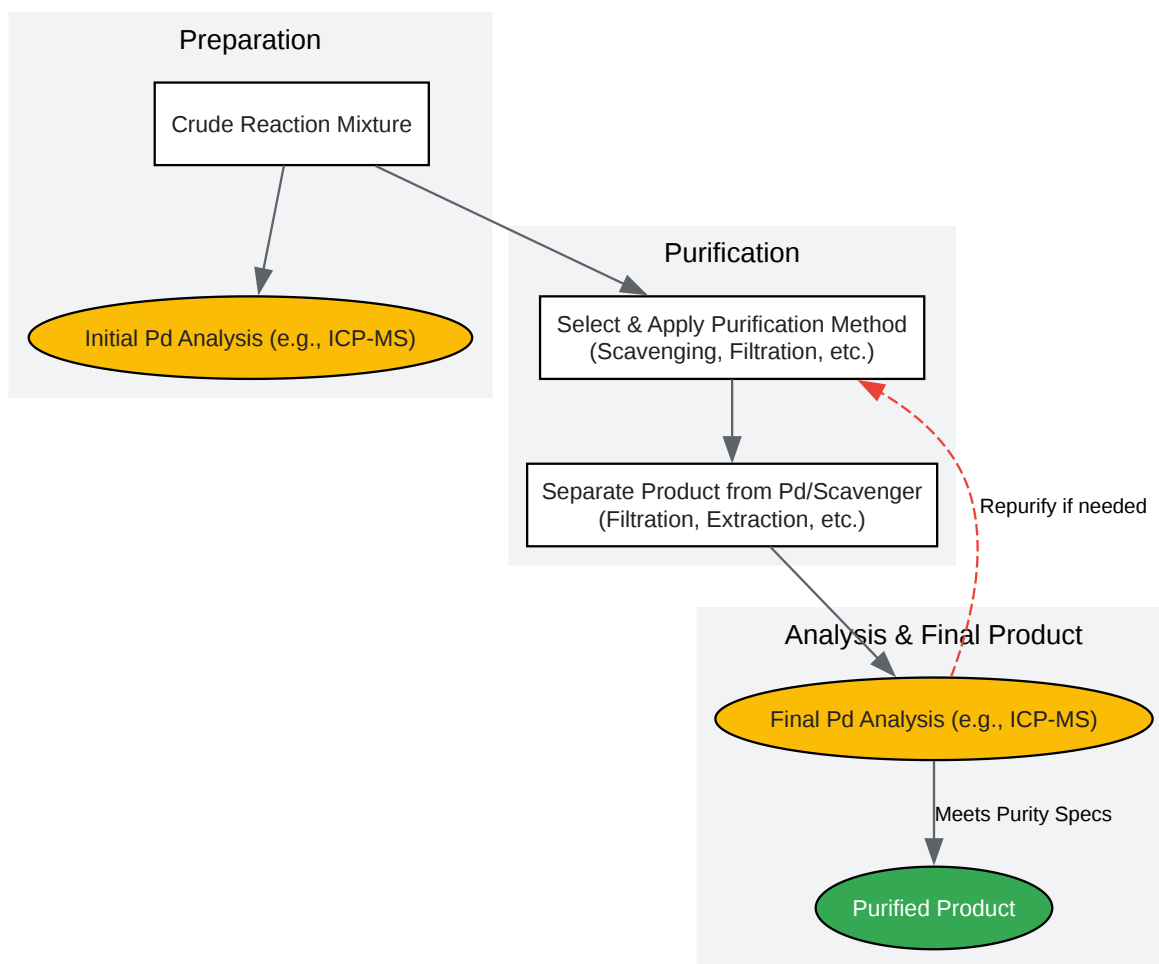 Preparation
Crude Reaction Mixture
Initial Pd Analysis (e.g., ICP-MS)
Purification
Select & Apply Purification Method
(Scavenging, Filtration, etc.)
Separate Product from Pd/Scavenger
(Filtration, Extraction, etc.)
Repurify if needed
Analysis & Final Product
Final Pd Analysis (e.g., ICP-MS)
Meets Purity Specs
Purified Product